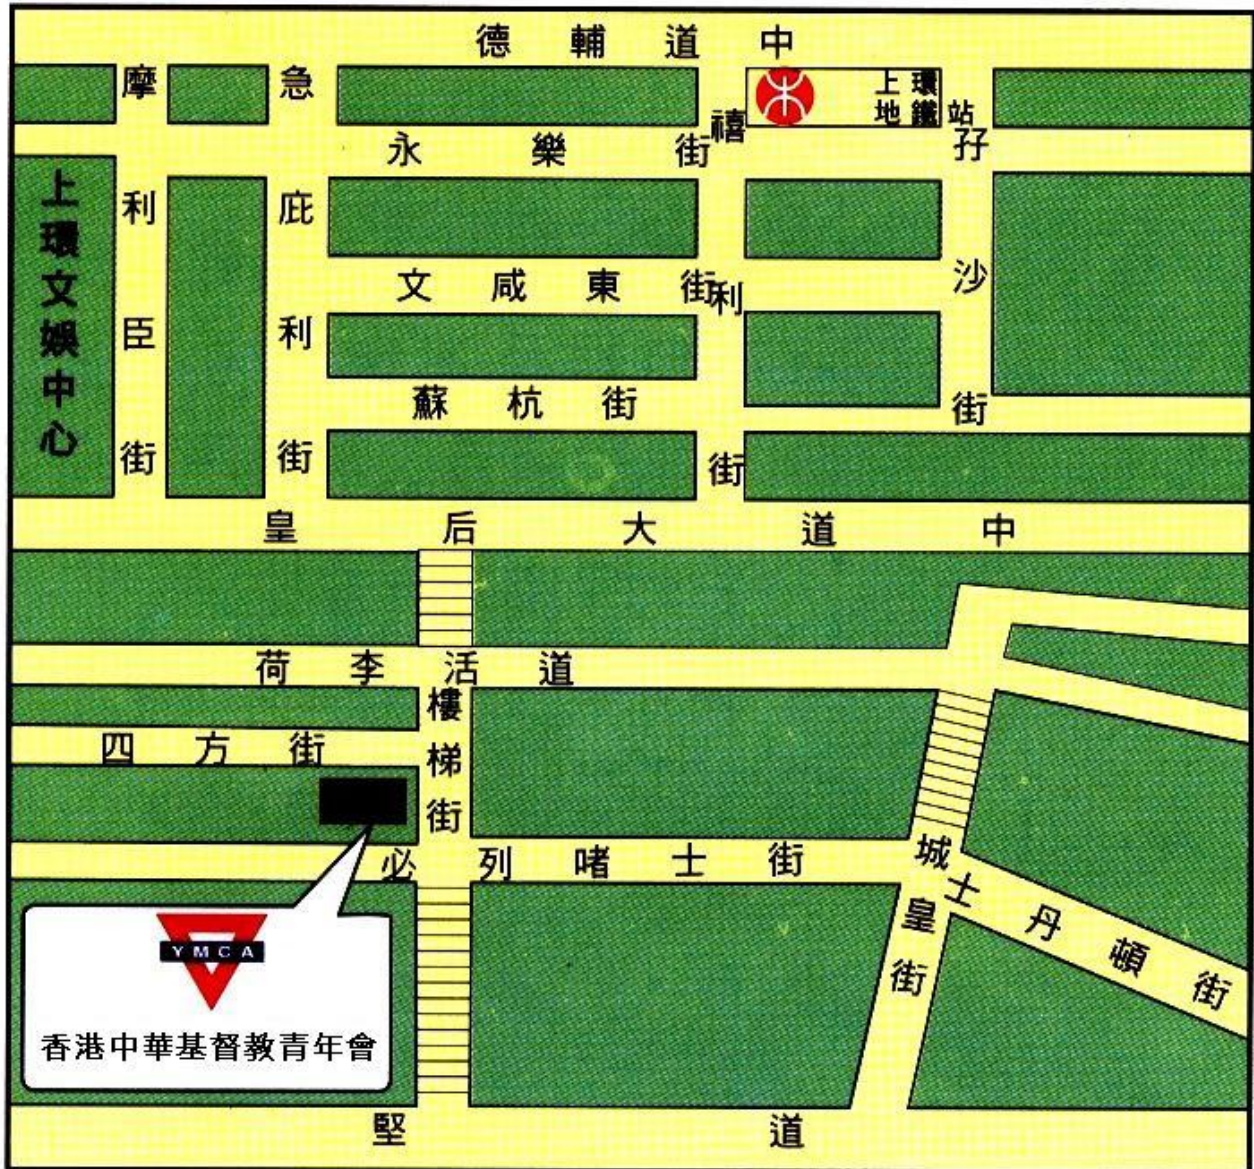 德輔道中
上環
地鐵站
摩利臣街
急庇利街
永樂街
禧利街
孖沙街
上環文娛中心
文咸東街
蘇杭街
皇后大道中
荷李活道
樓梯街
四方街
必列啫士街
城皇街
士丹頓街
YMCA
香港中華基督教青年會
堅道